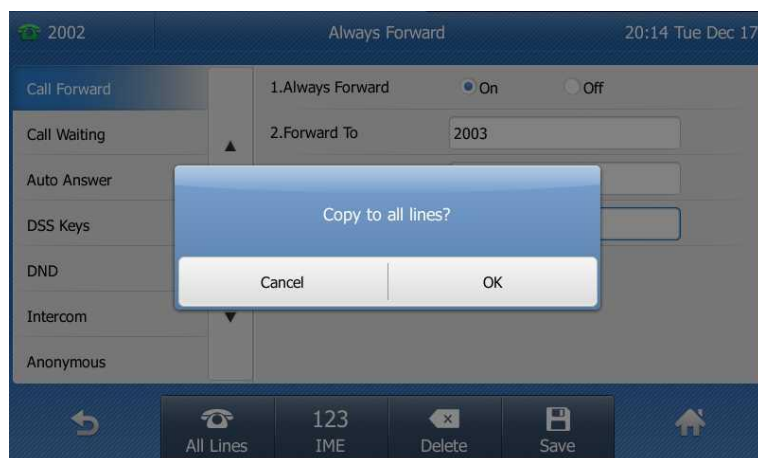 2002 Always Forward 20:14 Tue Dec 17
Call Forward 1.Always Forward On Off
Call Waiting 2.Forward To 2003
Auto Answer
DSS Keys
DND
Intercom
Anonymous
Copy to all lines?
Cancel OK
All Lines 123 IME Delete Save